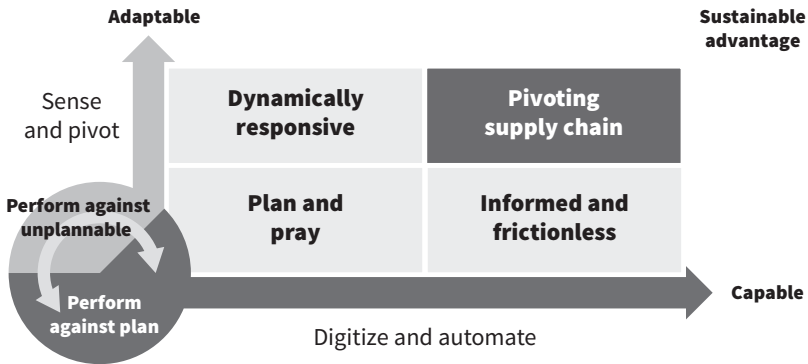 Adaptable
Sustainable
advantage
Sense
and pivot
Dynamically
responsive
Pivoting
supply chain
Perform against
unplannable
Plan and
pray
Informed and
frictionless
Perform
against plan
Capable
Digitize and automate